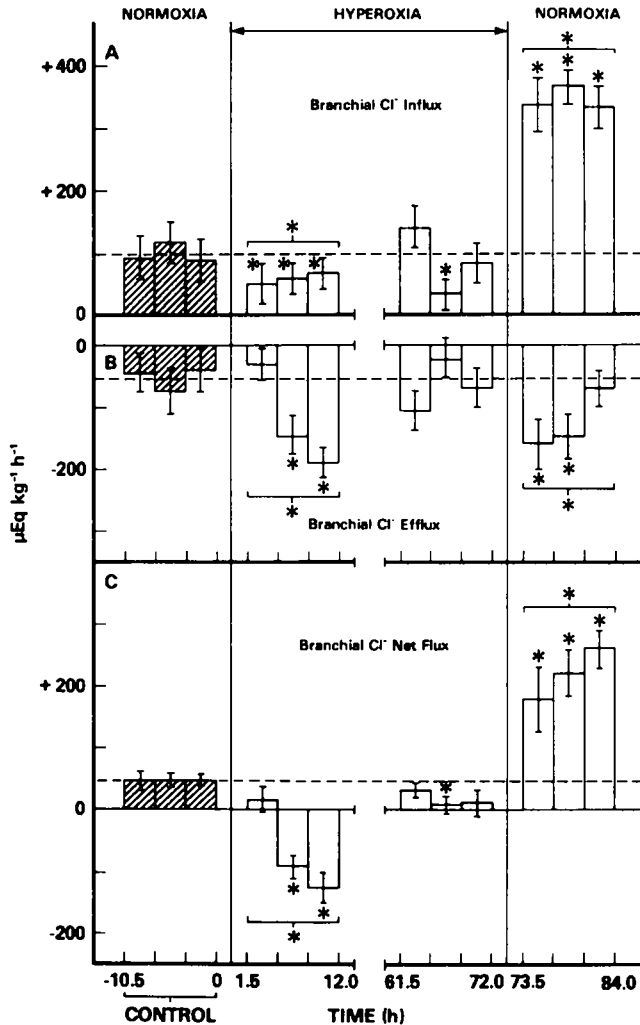 NORMOXIA HYPEROXIA NORMOXIA
A
+400
* * * *
*
Branchial Cl⁻ Influx
+200
*
* * *
*
0
0
B
-200
* * * * *
*
Branchial Cl⁻ Efflux
µEq kg⁻¹ h⁻¹
C
*
* * *
Branchial Cl⁻ Net Flux
+200
*
0
* *
*
-200
-10.5 0 1.5 12.0 61.5 72.0 73.5 84.0
CONTROL TIME (h)